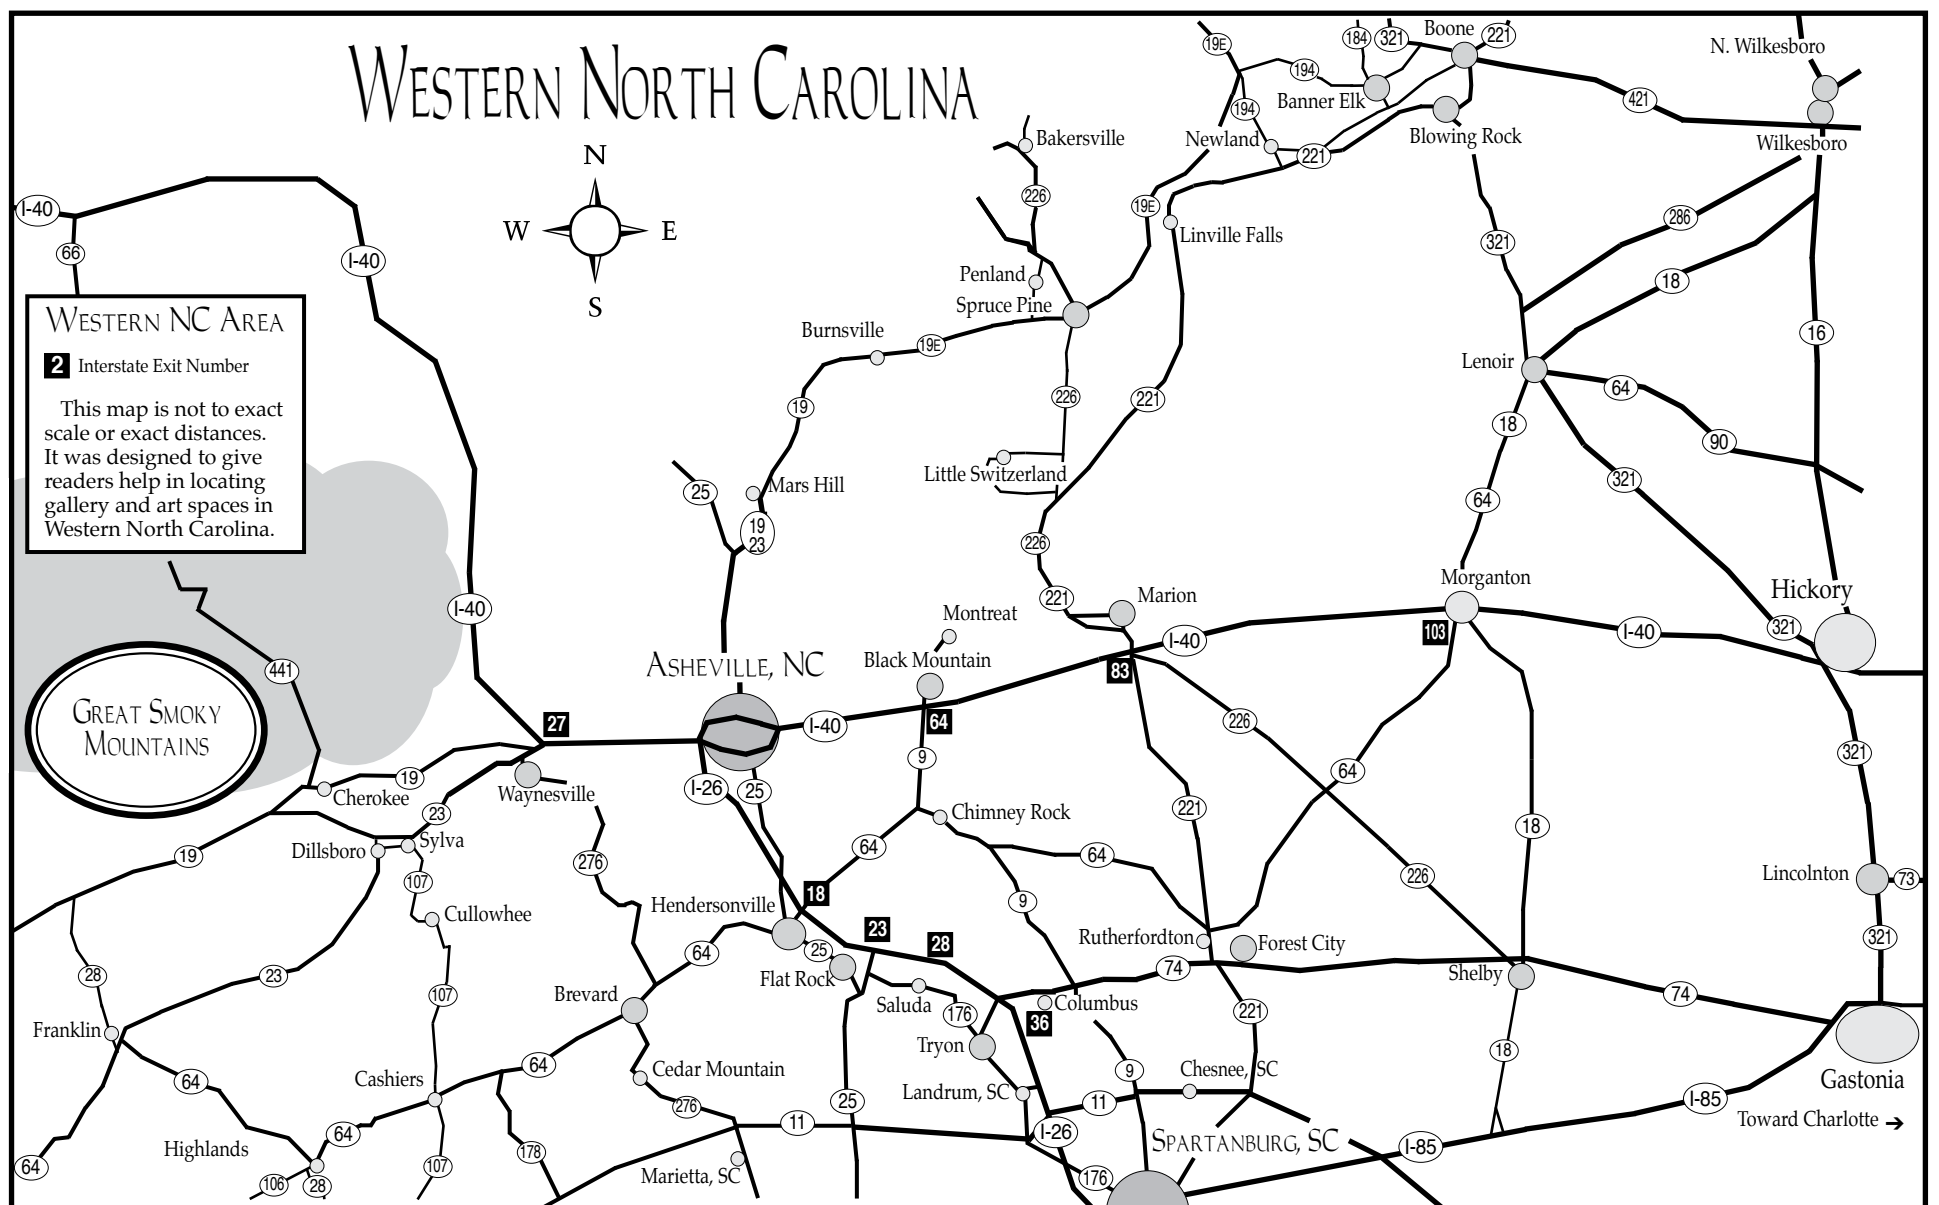 WESTERN NORTH CAROLINA
N
W
E
S
WESTERN NC AREA
2 Interstate Exit Number
This map is not to exact
scale or exact distances.
It was designed to give
readers help in locating
gallery and art spaces in
Western North Carolina.
GREAT SMOKY
MOUNTAINS
19E
184
321
Boone
221
N. Wilkesboro
194
Banner Elk
421
194
Newland
221
Blowing Rock
Wilkesboro
Bakersville
226
19E
Linville Falls
321
286
18
16
I-40
66
I-40
Penland
Spruce Pine
Burnsville
19E
19
226
221
Lenoir
64
18
90
321
64
Little Switzerland
25
Mars Hill
19
23
226
221
Marion
Morganton
Hickory
103
I-40
321
I-40
83
I-40
Montreat
Black Mountain
ASHEVILLE, NC
441
27
I-40
64
9
226
64
321
19
Cherokee
Waynesville
I-26
25
23
Sylva
Dillsboro
19
276
Chimney Rock
64
64
221
18
107
Cullowhee
18
Hendersonville
9
226
Lincolnton
73
64
25
23
28
Flat Rock
Rutherfordton
Forest City
321
28
23
107
Brevard
Saluda
176
Columbus
36
74
221
Shelby
74
Franklin
Tryon
64
Cashiers
64
Cedar Mountain
Landrum, SC
9
Chesnee, SC
18
Gastonia
276
25
11
I-85
Toward Charlotte
11
I-26
SPARTANBURG, SC
I-85
Highlands
64
64
178
107
Marietta, SC
176
106
28